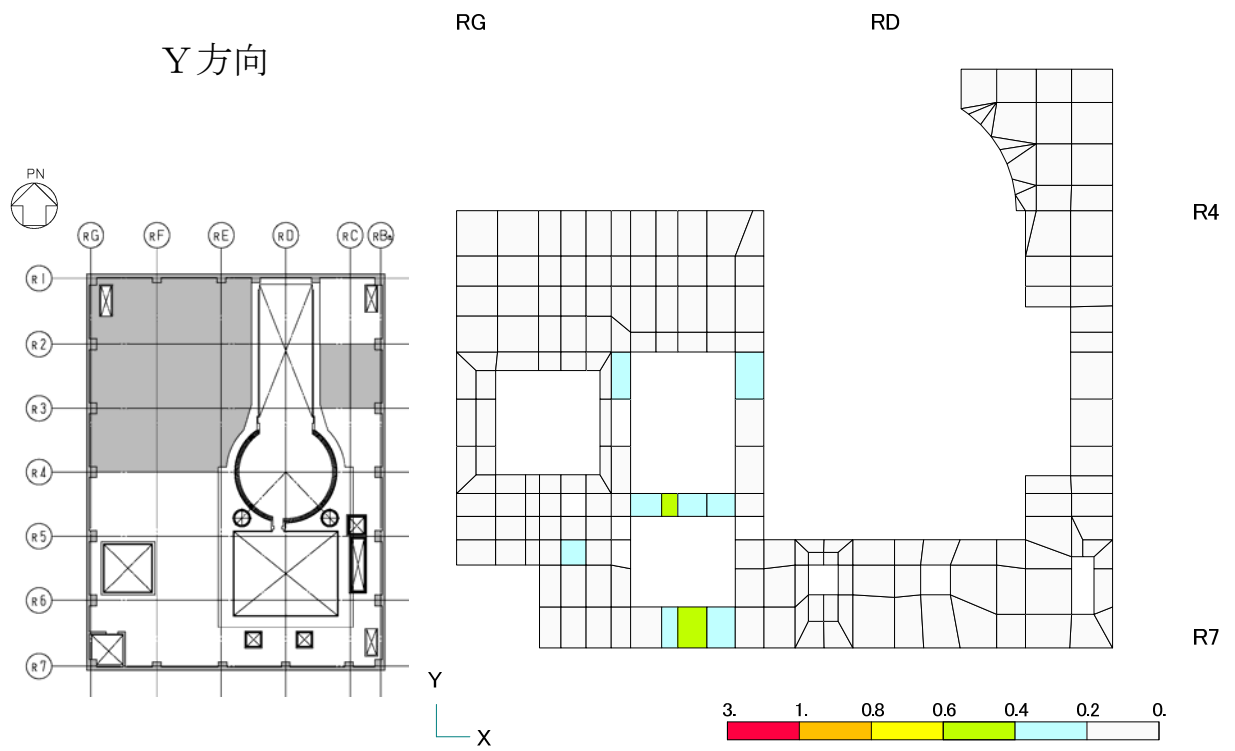 Y方向
PN
RG RF RE RD RC RBa
R1
R2
R3
R4
R5
R6
R7
RG RD
R4
R7
Y
X
3. 1. 0.8 0.6 0.4 0.2 0.